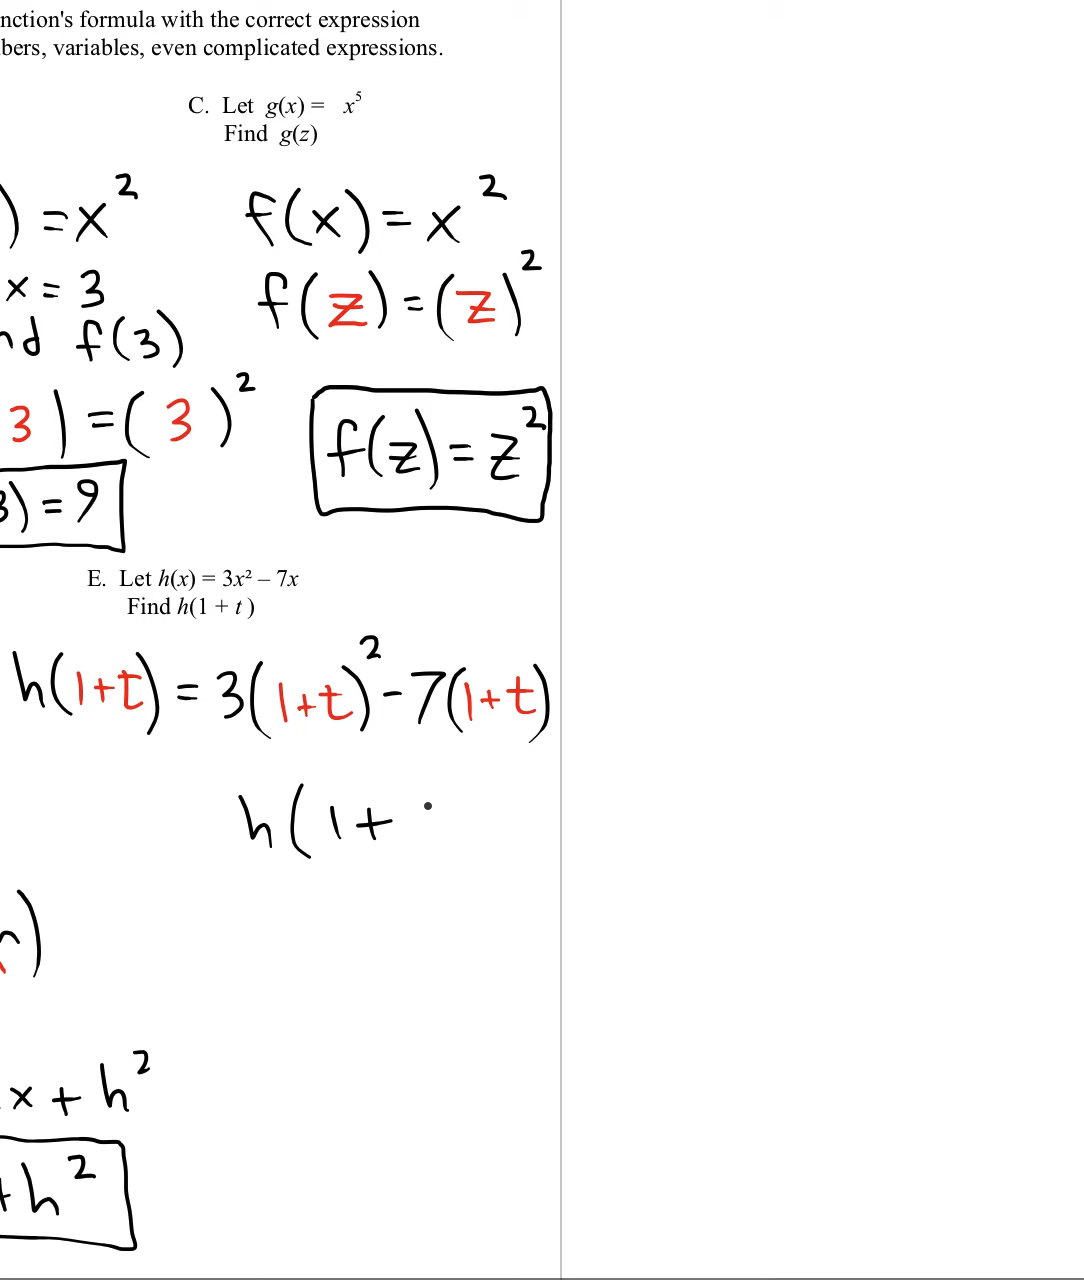 nction's formula with the correct expression
bers, variables, even complicated expressions.
C. Let g(x) = x⁵
Find g(z)
) = x²
x = 3
nd f(3)
3) = (3)²
3) = 9
f(x) = x²
f(z) = (z)²
f(z) = z²
E. Let h(x) = 3x² – 7x
Find h(1 + t)
h(1+t) = 3(1+t)² - 7(1+t)
h(1+
)
x + h²
+h²